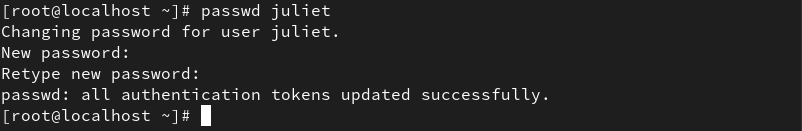 [root@localhost ~]# passwd juliet
Changing password for user juliet.
New password:
Retype new password:
passwd: all authentication tokens updated successfully.
[root@localhost ~]#